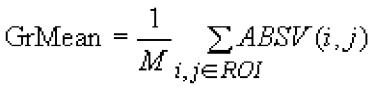 GrMean = 1/M ∑ i,j∈ROI ABSV(i,j)